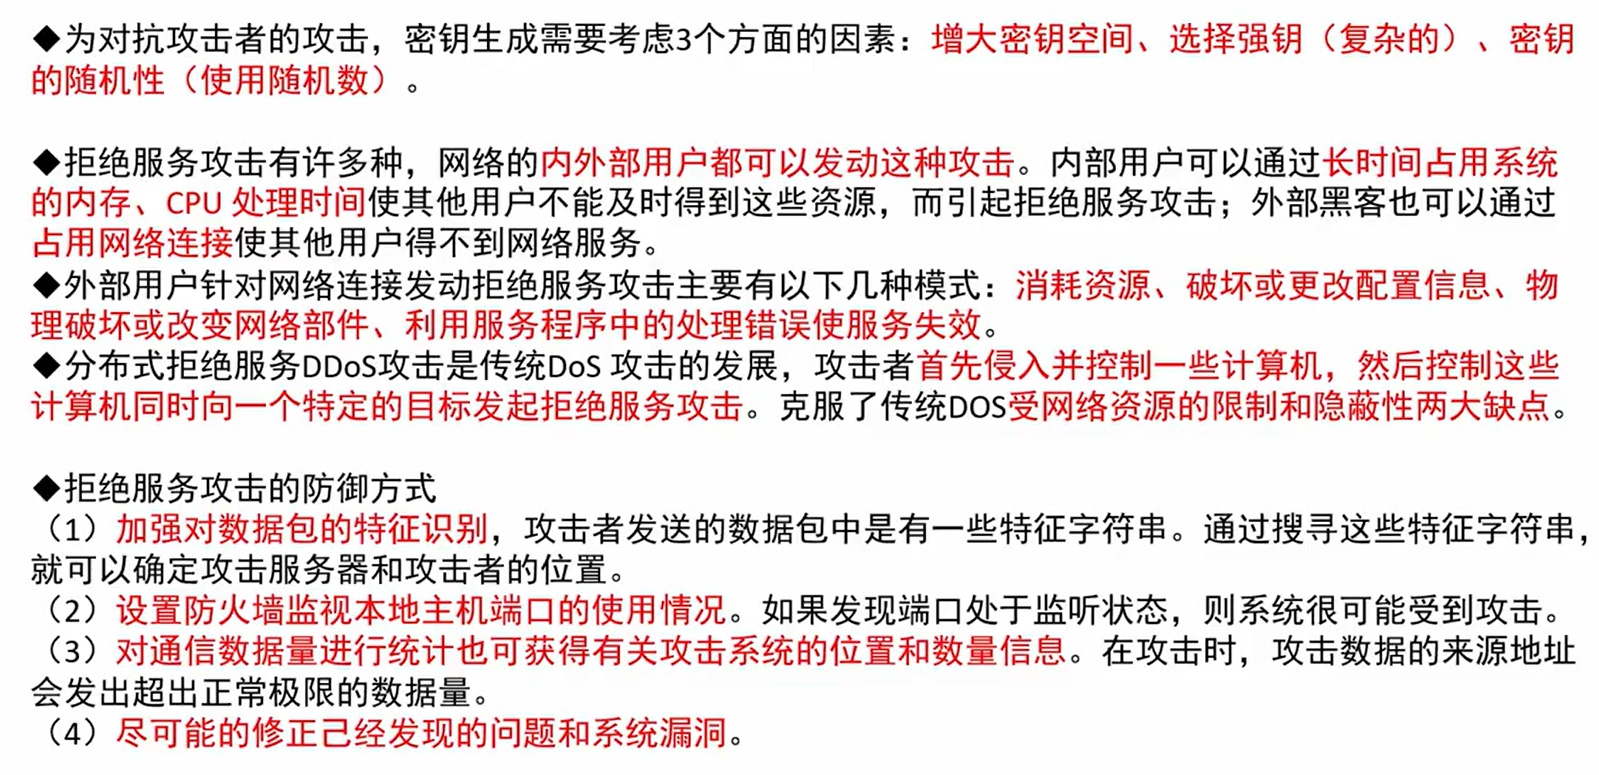 ◆为对抗攻击者的攻击，密钥生成需要考虑3个方面的因素：增大密钥空间、选择强钥（复杂的）、密钥
的随机性（使用随机数）。
◆拒绝服务攻击有许多种，网络的内外部用户都可以发动这种攻击。内部用户可以通过长时间占用系统
的内存、CPU 处理时间使其他用户不能及时得到这些资源，而引起拒绝服务攻击；外部黑客也可以通过
占用网络连接使其他用户得不到网络服务。
◆外部用户针对网络连接发动拒绝服务攻击主要有以下几种模式：消耗资源、破坏或更改配置信息、物
理破坏或改变网络部件、利用服务程序中的处理错误使服务失效。
◆分布式拒绝服务DDoS攻击是传统DoS 攻击的发展，攻击者首先侵入并控制一些计算机，然后控制这些
计算机同时向一个特定的目标发起拒绝服务攻击。克服了传统DOS受网络资源的限制和隐蔽性两大缺点。
◆拒绝服务攻击的防御方式
（1）加强对数据包的特征识别，攻击者发送的数据包中是有一些特征字符串。通过搜寻这些特征字符串，
就可以确定攻击服务器和攻击者的位置。
（2）设置防火墙监视本地主机端口的使用情况。如果发现端口处于监听状态，则系统很可能受到攻击。
（3）对通信数据量进行统计也可获得有关攻击系统的位置和数量信息。在攻击时，攻击数据的来源地址
会发出超出正常极限的数据量。
（4）尽可能的修正己经发现的问题和系统漏洞。